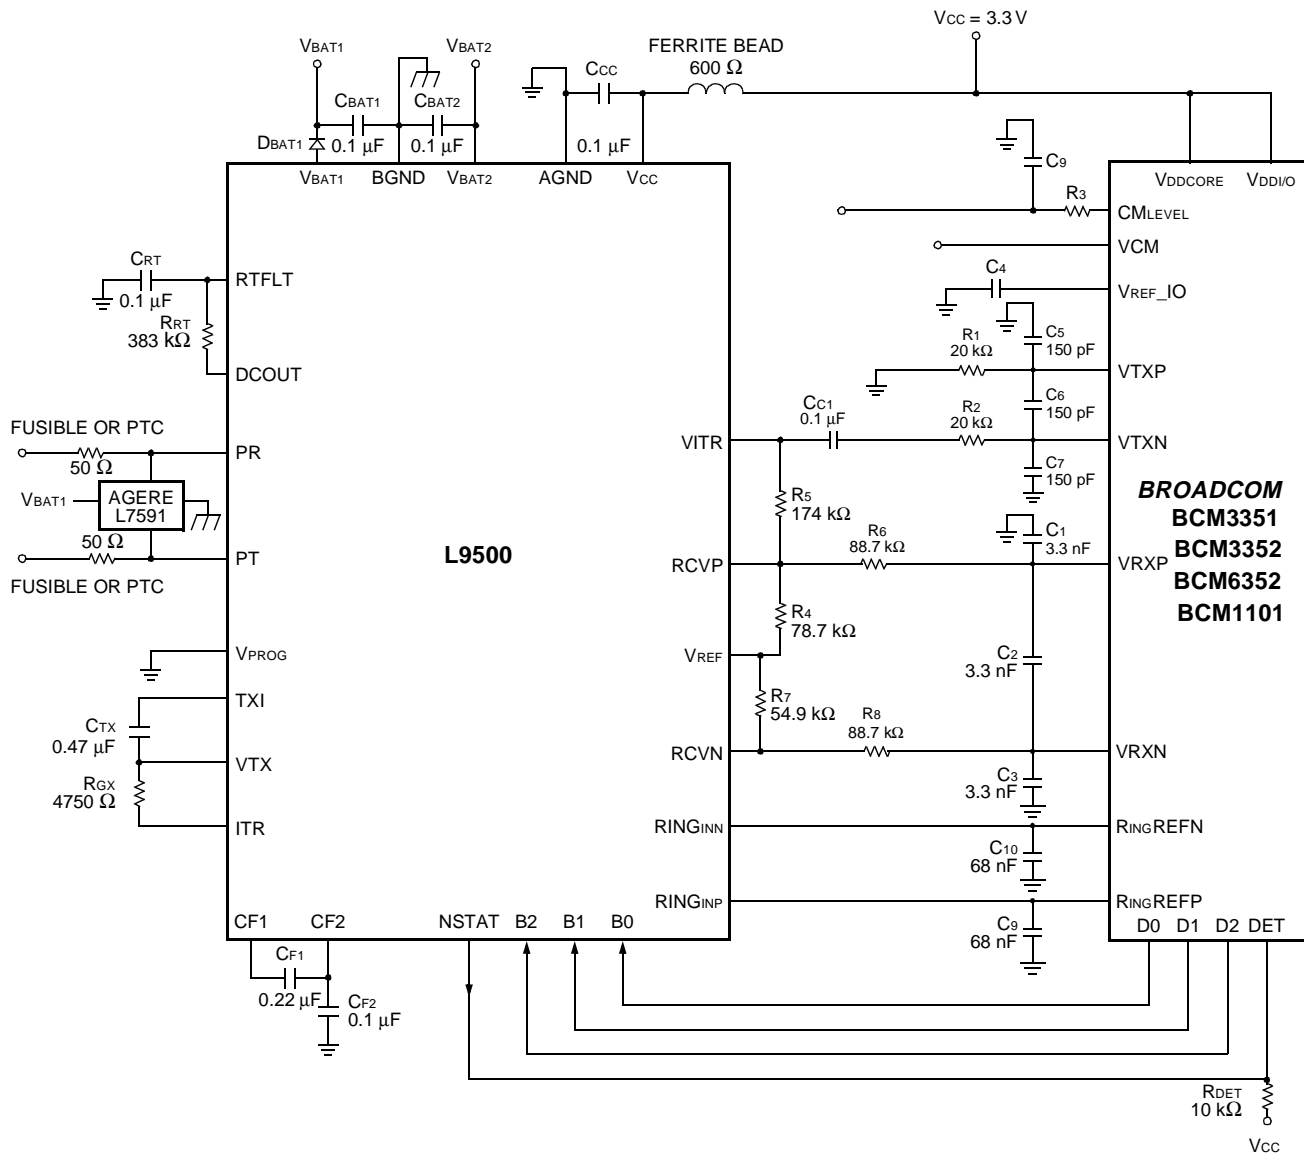 VCC = 3.3 V
VBAT1
VBAT2
FERRITE BEAD
600 Ω
CCC
0.1 µF
CBAT1
0.1 µF
CBAT2
0.1 µF
DBAT1
VBAT1
BGND
VBAT2
AGND
VCC
C9
R3
VDDCORE
VDDI/O
CMLEVEL
VCM
C4
VREF_IO
CRT
0.1 µF
RTFLT
RRT
383 kΩ
DCOUT
R1
20 kΩ
C5
150 pF
VTXP
C6
150 pF
CC1
0.1 µF
R2
20 kΩ
VITR
VTXN
C7
150 pF
FUSIBLE OR PTC
50 Ω
PR
VBAT1
AGERE
L7591
50 Ω
PT
FUSIBLE OR PTC
L9500
R5
174 kΩ
BROADCOM
BCM3351
BCM3352
BCM6352
BCM1101
R6
88.7 kΩ
C1
3.3 nF
RCVP
VRXP
R4
78.7 kΩ
VPROG
VREF
C2
3.3 nF
TXI
CTX
0.47 µF
R7
54.9 kΩ
R8
88.7 kΩ
VTX
RCVN
VRXN
RGX
4750 Ω
C3
3.3 nF
ITR
RINGINN
RINGREFN
C10
68 nF
RINGINP
RINGREFP
C9
68 nF
CF1
CF2
NSTAT
B2
B1
B0
D0
D1
D2
DET
CF1
0.22 µF
CF2
0.1 µF
RDET
10 kΩ
VCC